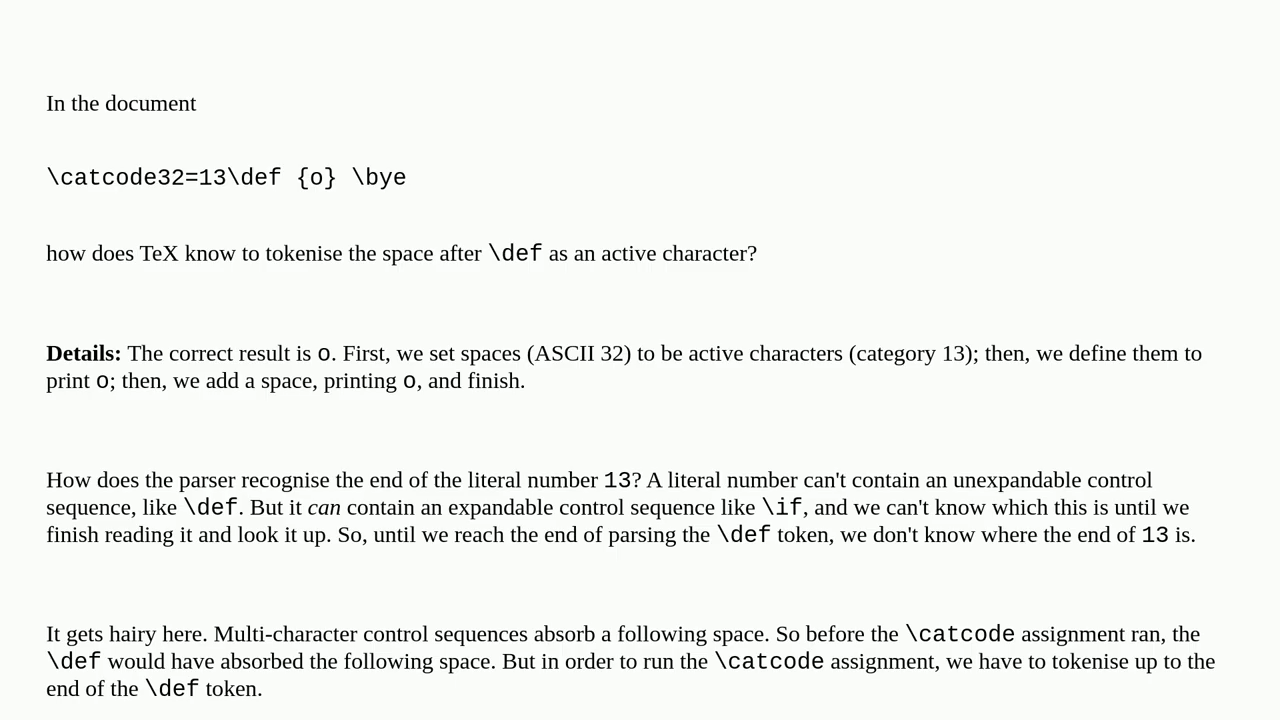 In the document
\catcode32=13\def {o} \bye
how does TeX know to tokenise the space after \def as an active character?
Details: The correct result is o. First, we set spaces (ASCII 32) to be active characters (category 13); then, we define them to
print o; then, we add a space, printing o, and finish.
How does the parser recognise the end of the literal number 13? A literal number can't contain an unexpandable control
sequence, like \def. But it can contain an expandable control sequence like \if, and we can't know which this is until we
finish reading it and look it up. So, until we reach the end of parsing the \def token, we don't know where the end of 13 is.
It gets hairy here. Multi-character control sequences absorb a following space. So before the \catcode assignment ran, the
\def would have absorbed the following space. But in order to run the \catcode assignment, we have to tokenise up to the
end of the \def token.